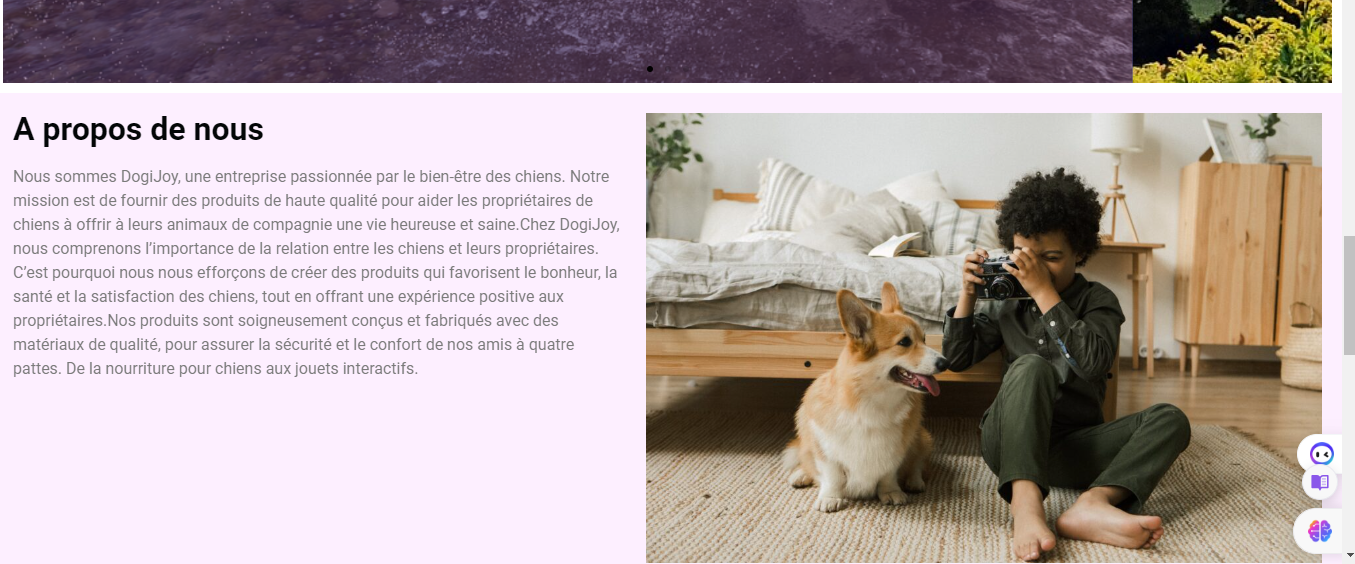 A propos de nous
Nous sommes DogiJoy, une entreprise passionnée par le bien-être des chiens. Notre
mission est de fournir des produits de haute qualité pour aider les propriétaires de
chiens à offrir à leurs animaux de compagnie une vie heureuse et saine.Chez DogiJoy,
nous comprenons l’importance de la relation entre les chiens et leurs propriétaires.
C’est pourquoi nous nous efforçons de créer des produits qui favorisent le bonheur, la
santé et la satisfaction des chiens, tout en offrant une expérience positive aux
propriétaires.Nos produits sont soigneusement conçus et fabriqués avec des
matériaux de qualité, pour assurer la sécurité et le confort de nos amis à quatre
pattes. De la nourriture pour chiens aux jouets interactifs.